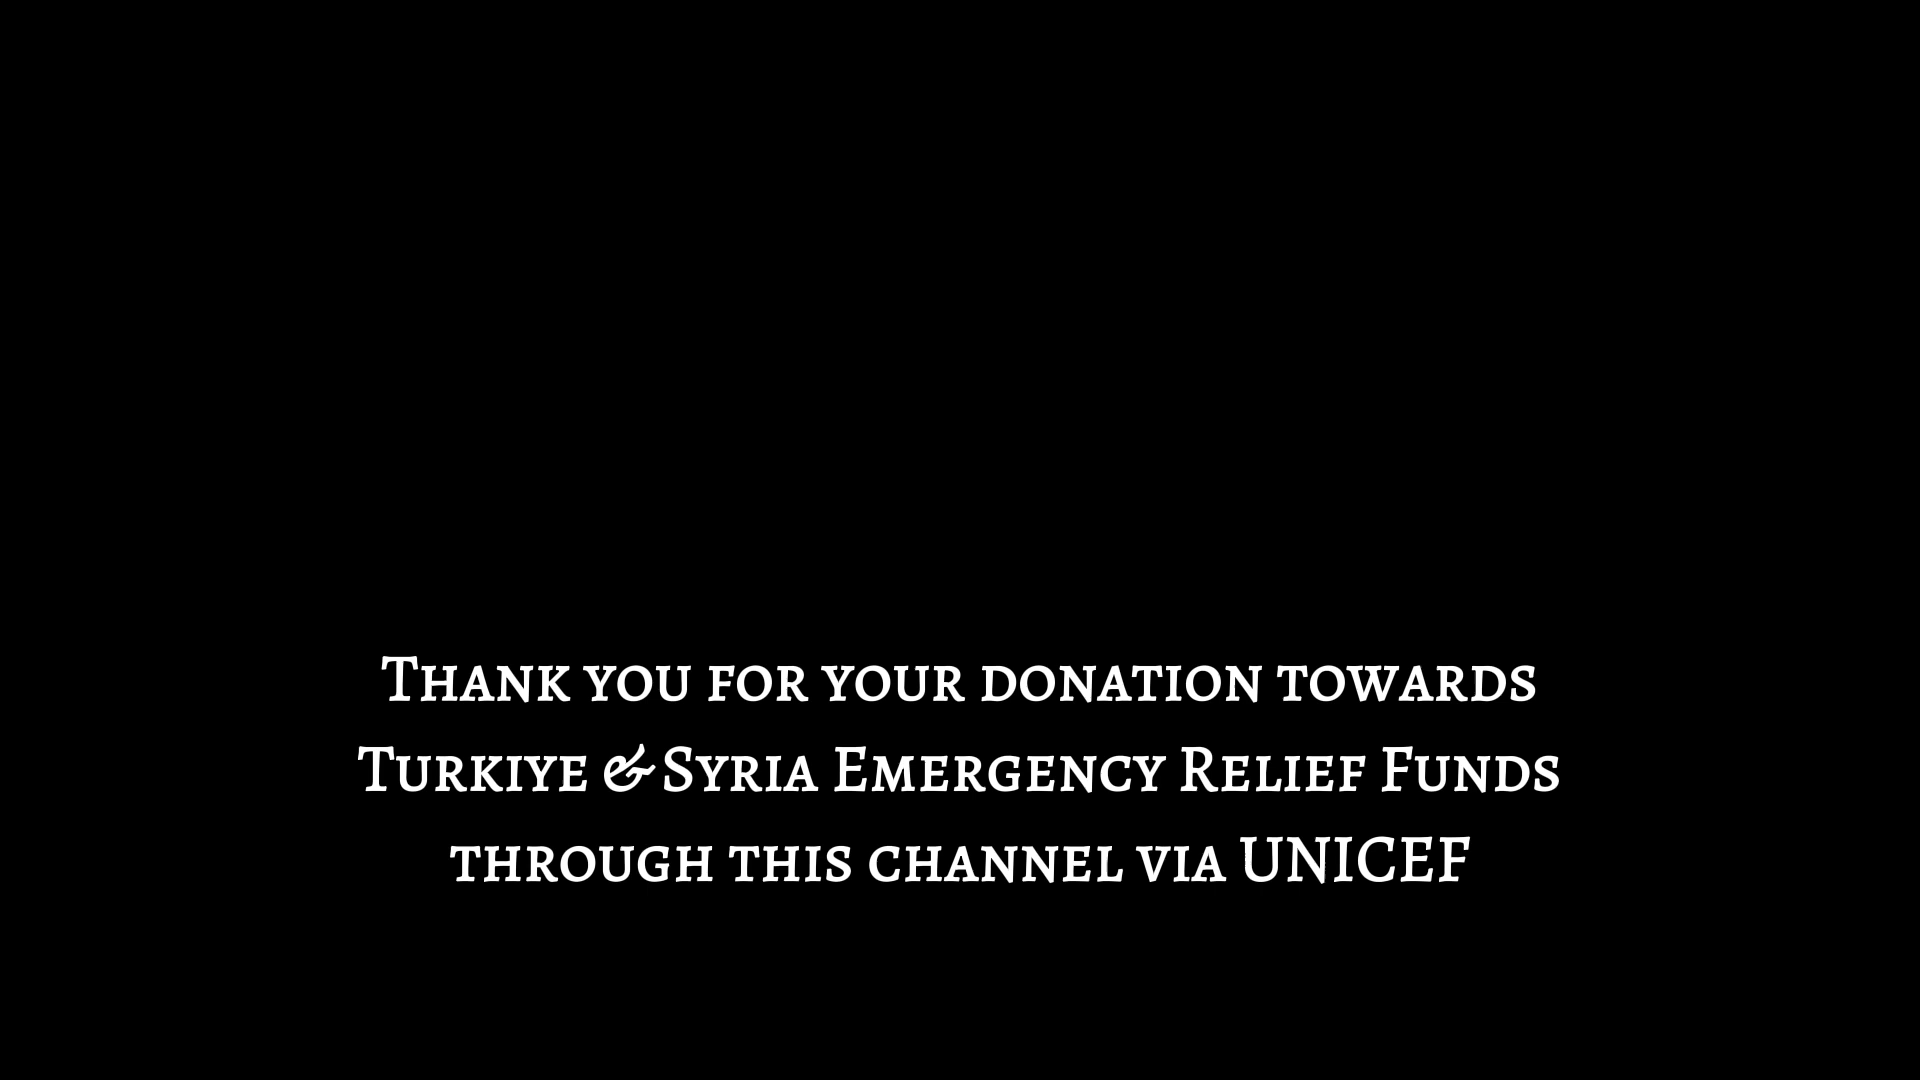 Thank you for your donation towards
Turkiye & Syria Emergency Relief Funds
through this channel via UNICEF